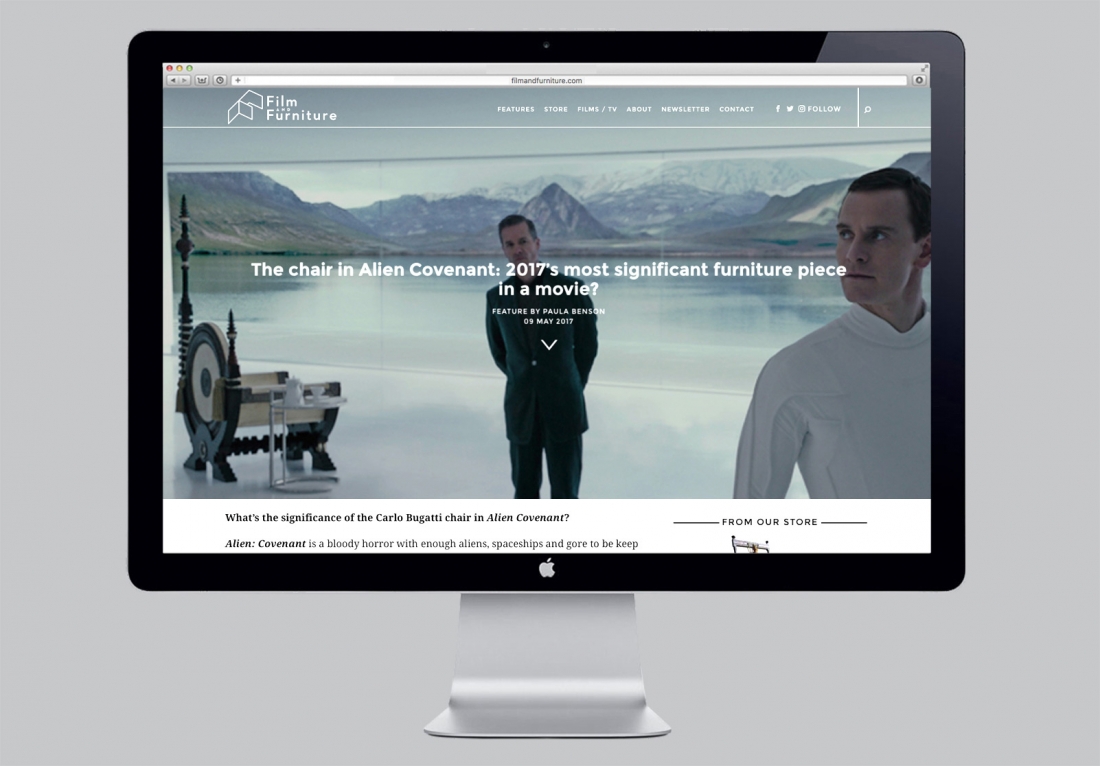 filmandfurniture.com
Film
AND
Furniture
FEATURES STORE FILMS / TV ABOUT NEWSLETTER CONTACT FOLLOW
The chair in Alien Covenant: 2017's most significant furniture piece
in a movie?
FEATURE BY PAULA BENSON
09 MAY 2017
What's the significance of the Carlo Bugatti chair in Alien Covenant?
FROM OUR STORE
Alien: Covenant is a bloody horror with enough aliens, spaceships and gore to be keep